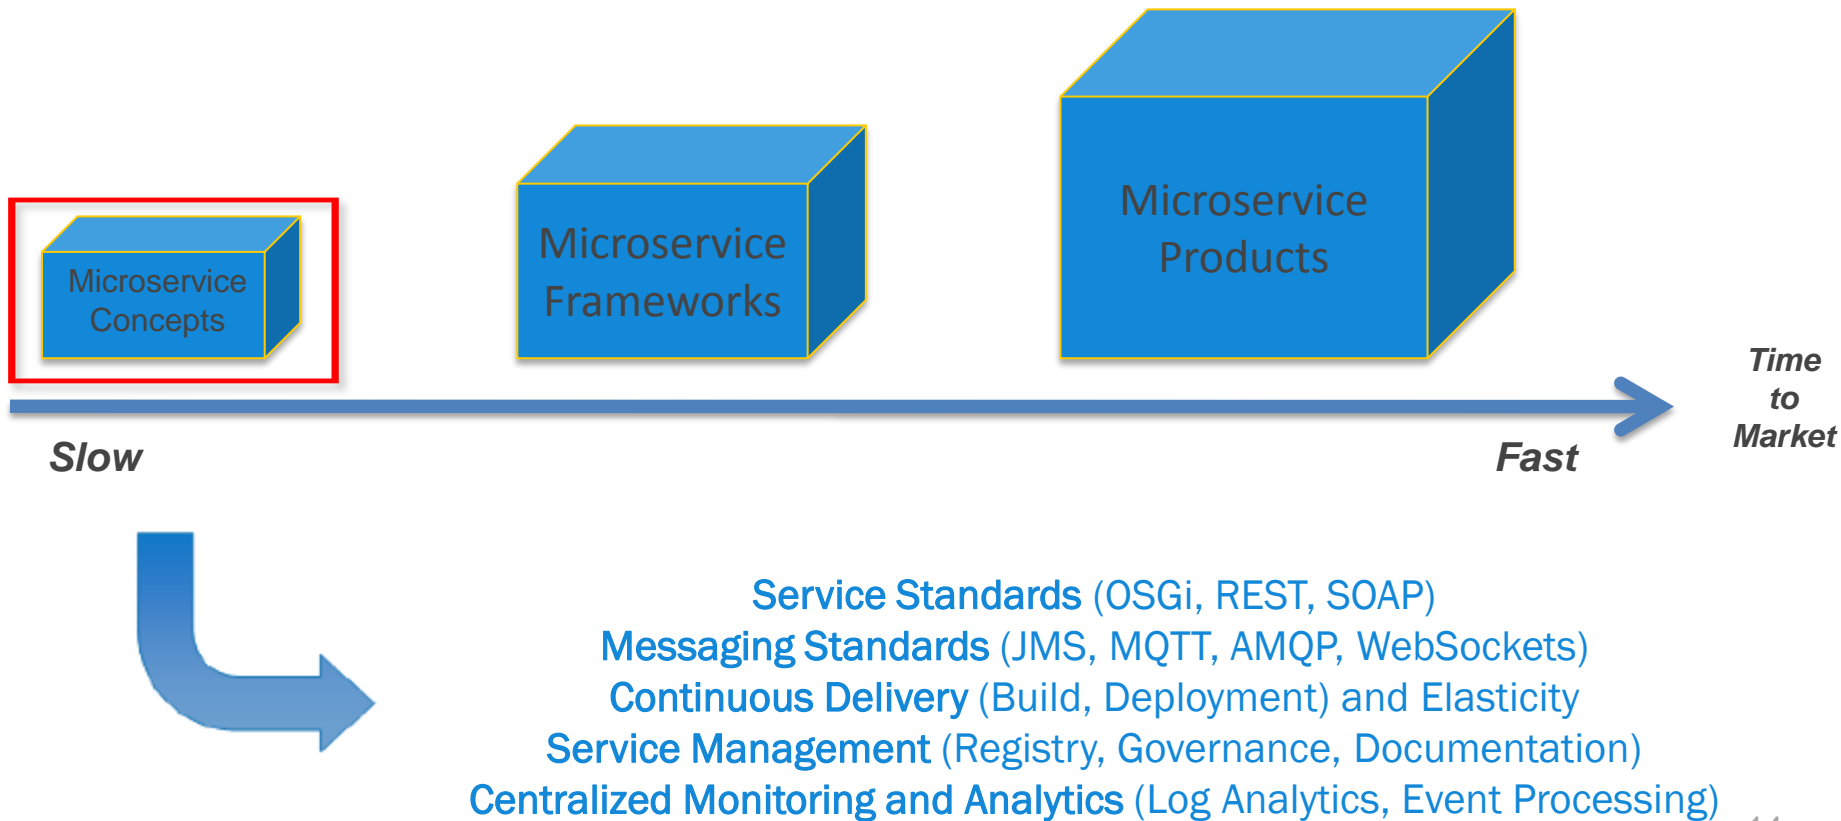 Microservice
Concepts
Microservice
Frameworks
Microservice
Products
Time
to
Market
Slow
Fast
Service Standards (OSGi, REST, SOAP)
Messaging Standards (JMS, MQTT, AMQP, WebSockets)
Continuous Delivery (Build, Deployment) and Elasticity
Service Management (Registry, Governance, Documentation)
Centralized Monitoring and Analytics (Log Analytics, Event Processing)